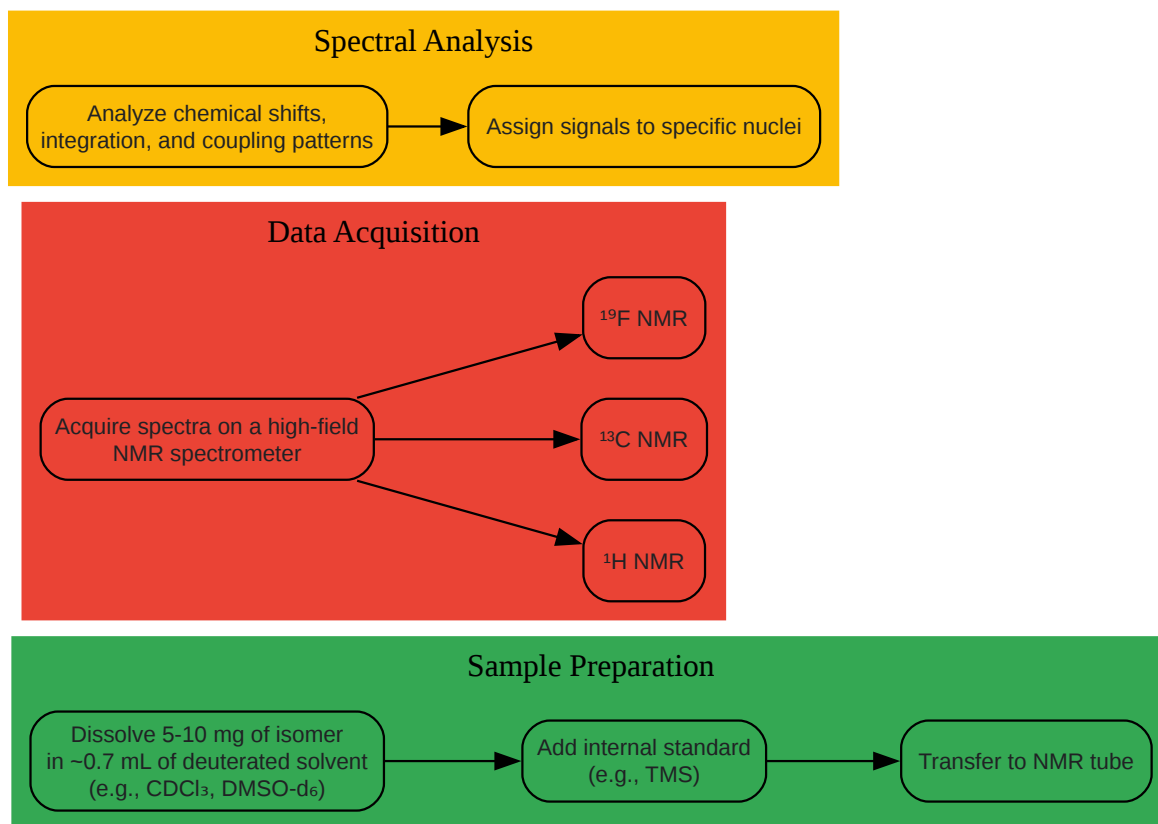 Spectral Analysis
Analyze chemical shifts,
integration, and coupling patterns
Assign signals to specific nuclei
Data Acquisition
Acquire spectra on a high-field
NMR spectrometer
¹⁹F NMR
¹³C NMR
¹H NMR
Sample Preparation
Dissolve 5-10 mg of isomer
in ~0.7 mL of deuterated solvent
(e.g., CDCl₃, DMSO-d₆)
Add internal standard
(e.g., TMS)
Transfer to NMR tube